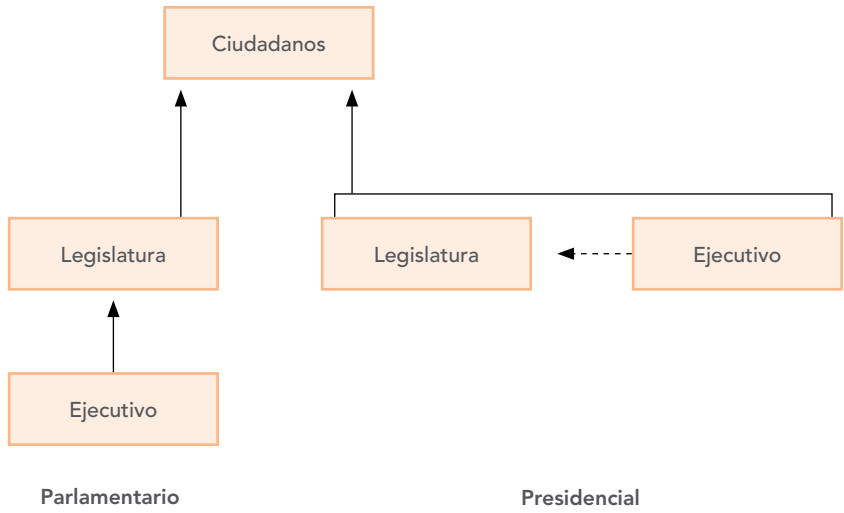 Ciudadanos
Legislatura
Legislatura
Ejecutivo
Ejecutivo
Parlamentario
Presidencial